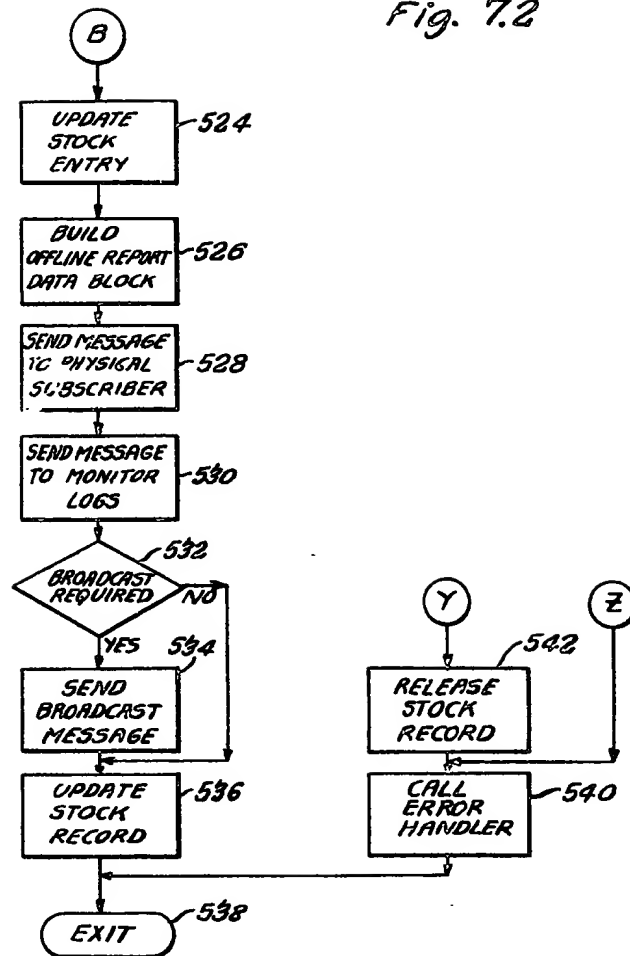 Fig. 7.2
B
UPDATE
STOCK
ENTRY
524
BUILD
OFFLINE REPORT
DATA BLOCK
526
SEND MESSAGE
TO PHYSICAL
SUBSCRIBER
528
SEND MESSAGE
TO MONITOR
LOGS
530
532
BROADCAST
REQUIRED
NO
YES
534
SEND
BROADCAST
MESSAGE
Y
Z
542
RELEASE
STOCK
RECORD
UPDATE
STOCK
RECORD
536
CALL
ERROR
HANDLER
540
EXIT
538